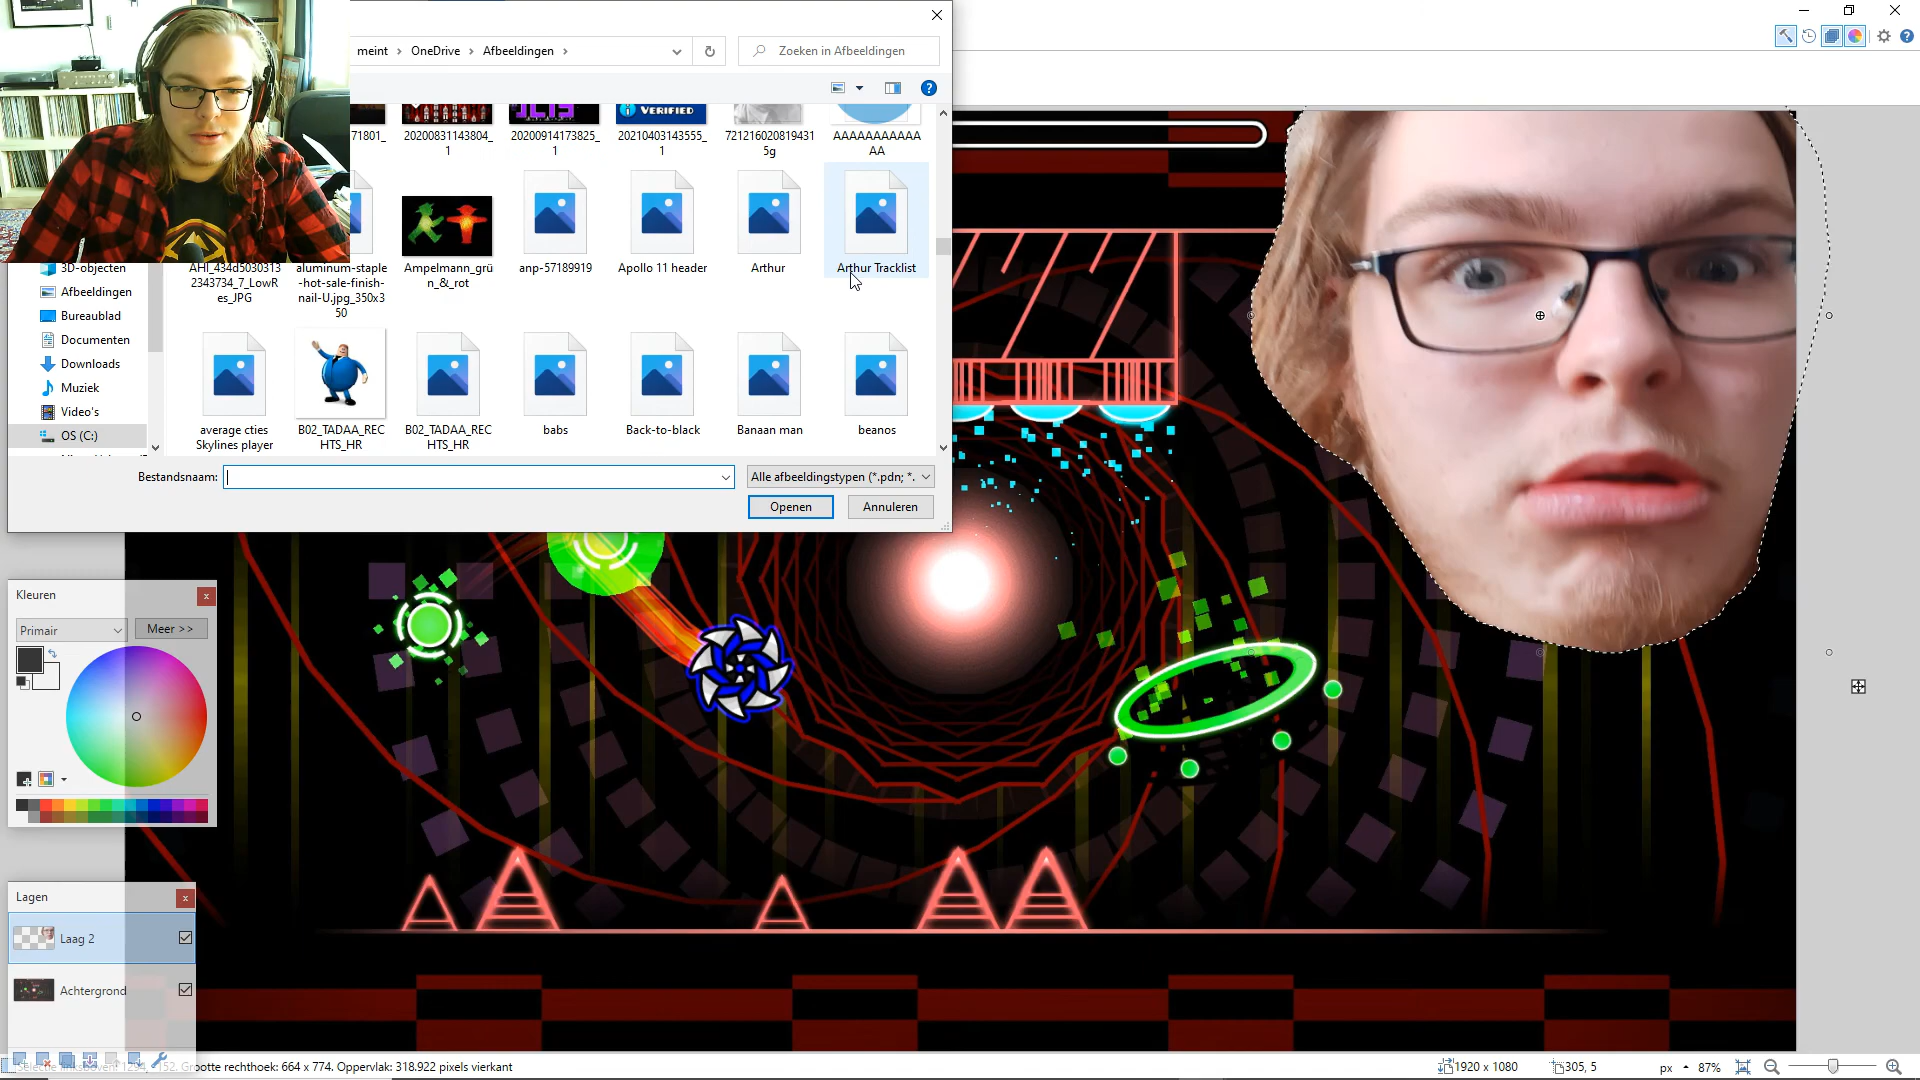 meint > OneDrive > Afbeeldingen >
Zoeken in Afbeeldingen
VERIFIED
71801_
20200831143804_
1
20200914173825_
1
20210403143555_
1
721216020819431
5g
AAAAAAAAAAAA
AA
AHI_434d5030313
2343734_7_LowR
es_JPG
aluminum-staple
-hot-sale-finish-
nail-U.jpg_350x3
50
Ampelmann_grü
n_&_rot
anp-57189919
Apollo 11 header
Arthur
Arthur Tracklist
average cties
Skylines player
B02_TADAA_REC
HTS_HR
B02_TADAA_REC
HTS_HR
babs
Back-to-black
Banaan man
beanos
3D-objecten
Afbeeldingen
Bureaublad
Documenten
Downloads
Muziek
Video's
OS (C:)
Bestandsnaam:
Alle afbeeldingstypen (*.pdn; *.
Openen
Annuleren
Kleuren
Primair
Meer >>
Lagen
Laag 2
Achtergrond
Grootte rechthoek: 664 x 774. Oppervlak: 318.922 pixels vierkant
1920 x 1080
305, 5
px
87%